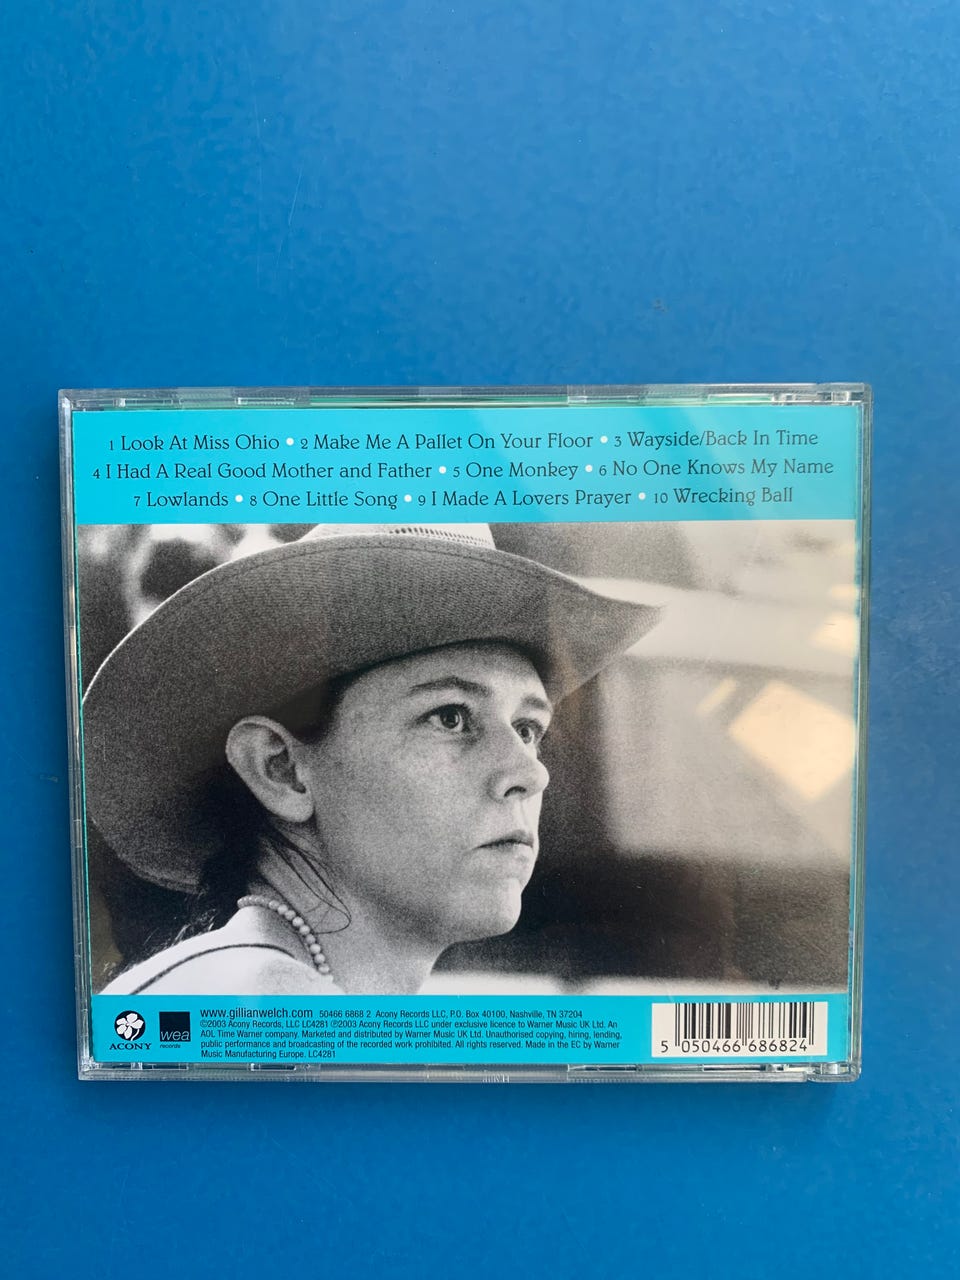 1 Look At Miss Ohio • 2 Make Me A Pallet On Your Floor • 3 Wayside/Back In Time
4 I Had A Real Good Mother and Father • 5 One Monkey • 6 No One Knows My Name
7 Lowlands • 8 One Little Song • 9 I Made A Lovers Prayer • 10 Wrecking Ball
ACONY
wea
records
www.gillianwelch.com 50466 6868 2. Acony Records LLC, P.O. Box 40100, Nashville, TN 37204
©2003 Acony Records, LLC LC4281 ℗2003 Acony Records LLC under exclusive licence to Warner Music UK Ltd. An
AOL Time Warner company. Marketed and distributed by Warner Music UK Ltd. Unauthorised copying, hiring, lending,
public performance and broadcasting of the recorded work prohibited. All rights reserved. Made in the EC by Warner
Music Manufacturing Europe. LC4281
5 050466 686824